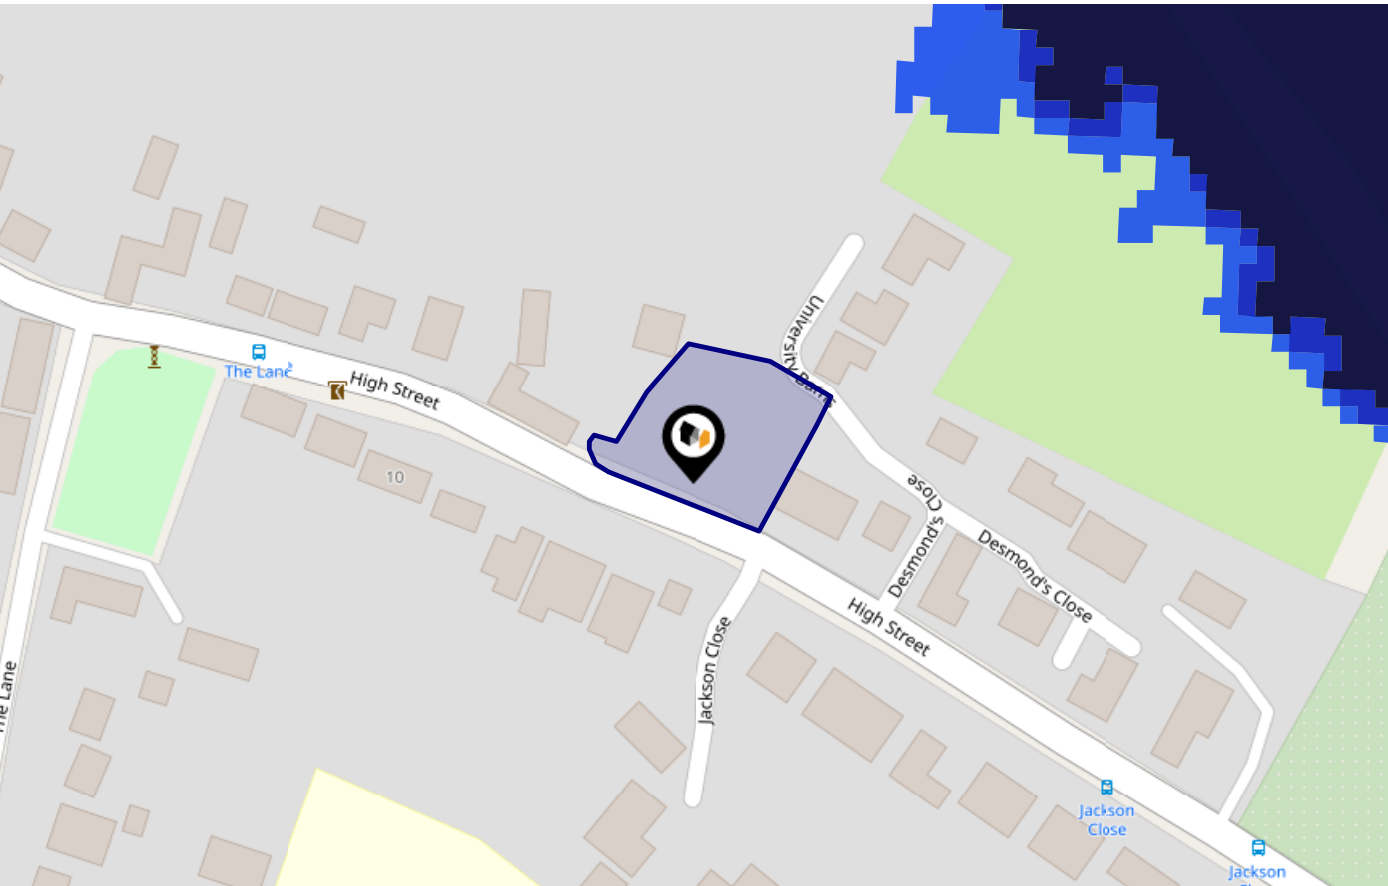 University Barns
The Lane
High Street
10
Desmond's Close
Desmond's Close
High Street
Jackson Close
The Lane
Jackson
Close
Jackson